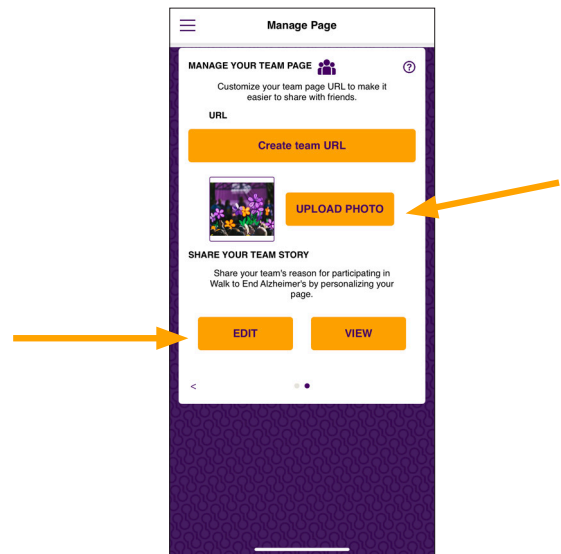 Manage Page
MANAGE YOUR TEAM PAGE
?
Customize your team page URL to make it
easier to share with friends.
URL
Create team URL
UPLOAD PHOTO
SHARE YOUR TEAM STORY
Share your team's reason for participating in
Walk to End Alzheimer's by personalizing your
page.
EDIT VIEW
<